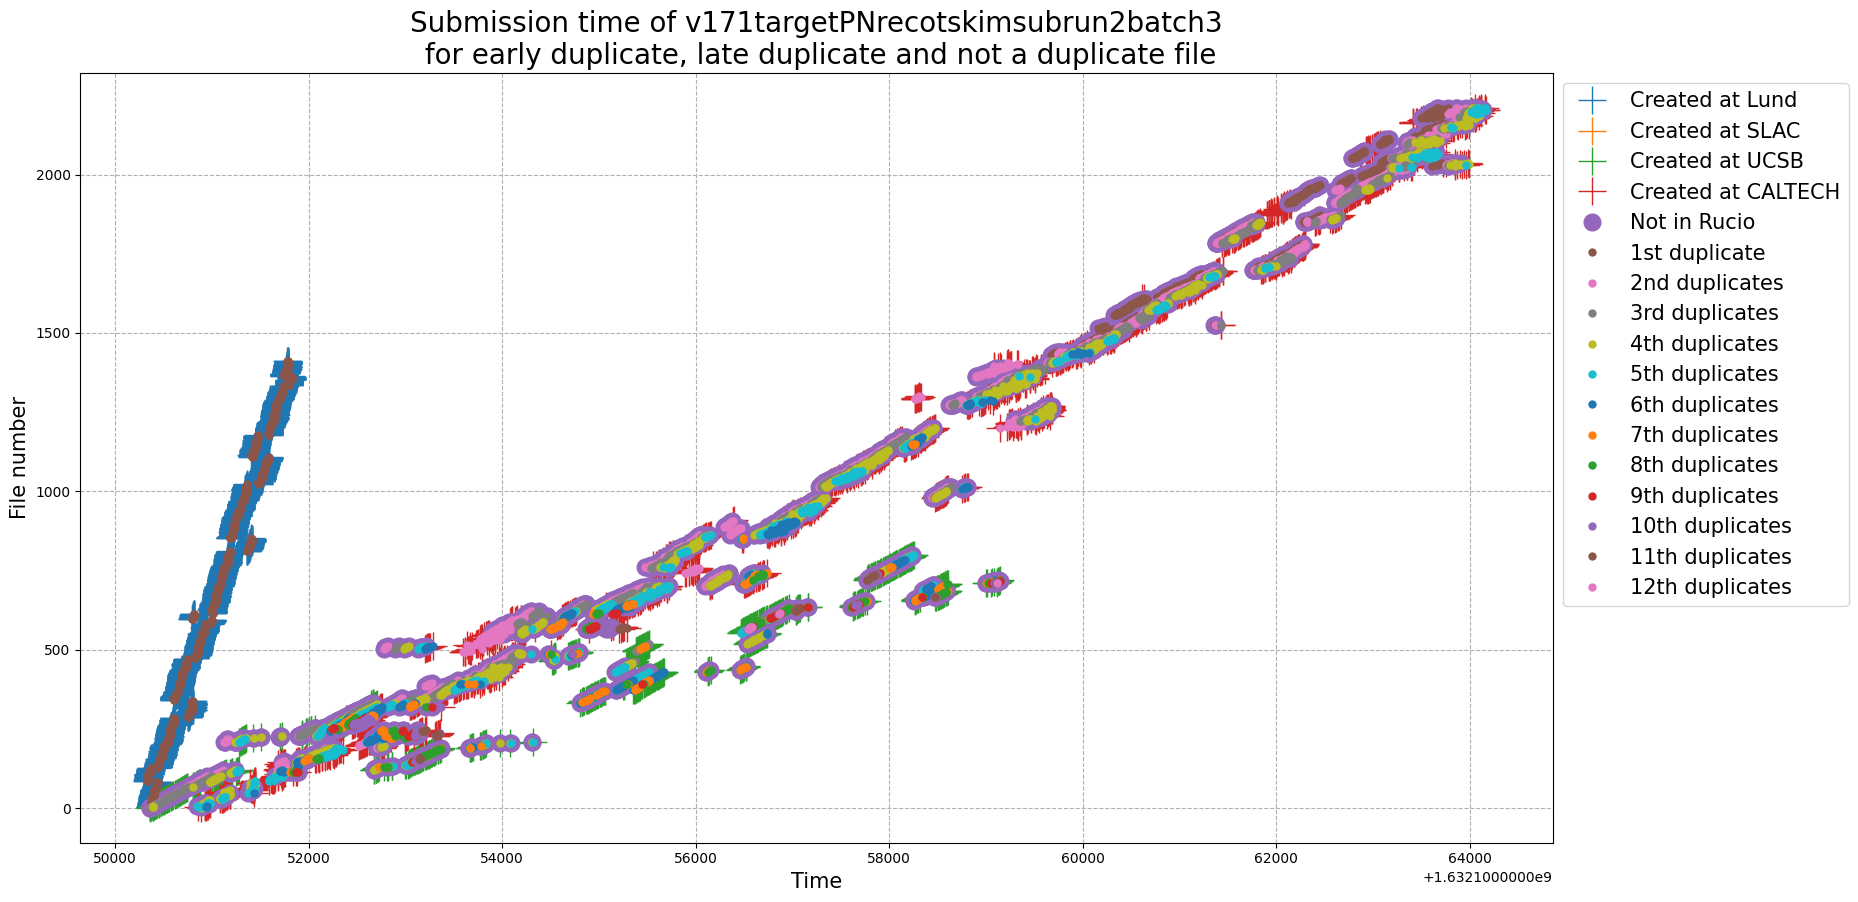 Submission time of v171targetPNrecotskimsubrun2batch3
for early duplicate, late duplicate and not a duplicate file
File number
2000
1500
1000
500
0
50000
52000
54000
56000
58000
60000
62000
64000
+1.6321000000e9
Time
Created at Lund
Created at SLAC
Created at UCSB
Created at CALTECH
Not in Rucio
1st duplicate
2nd duplicates
3rd duplicates
4th duplicates
5th duplicates
6th duplicates
7th duplicates
8th duplicates
9th duplicates
10th duplicates
11th duplicates
12th duplicates